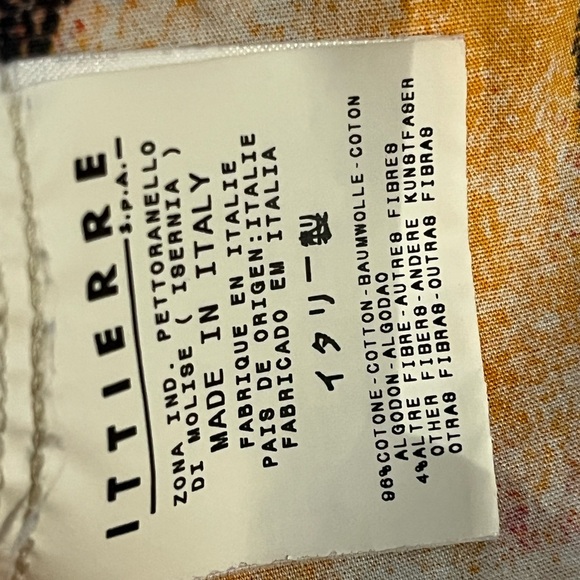 ITTIERRE
S.P.A.
ZONA IND. PETTORANELLO
DI MOLISE ( ISERNIA )
MADE IN ITALY
FABRIQUE EN ITALIE
PAIS DE ORIGEN:ITALIE
FABRICADO EM ITALIA
イタリー製
96%COTONE-COTTON-BAUMWOLLE-COTON
ALGODON-ALGODAO
4%ALTRE FIBRE-AUTRES FIBRES
OTHER FIBERS-ANDERE KUNSTFASER
OTRAS FIBRAS-OUTRAS FIBRAS